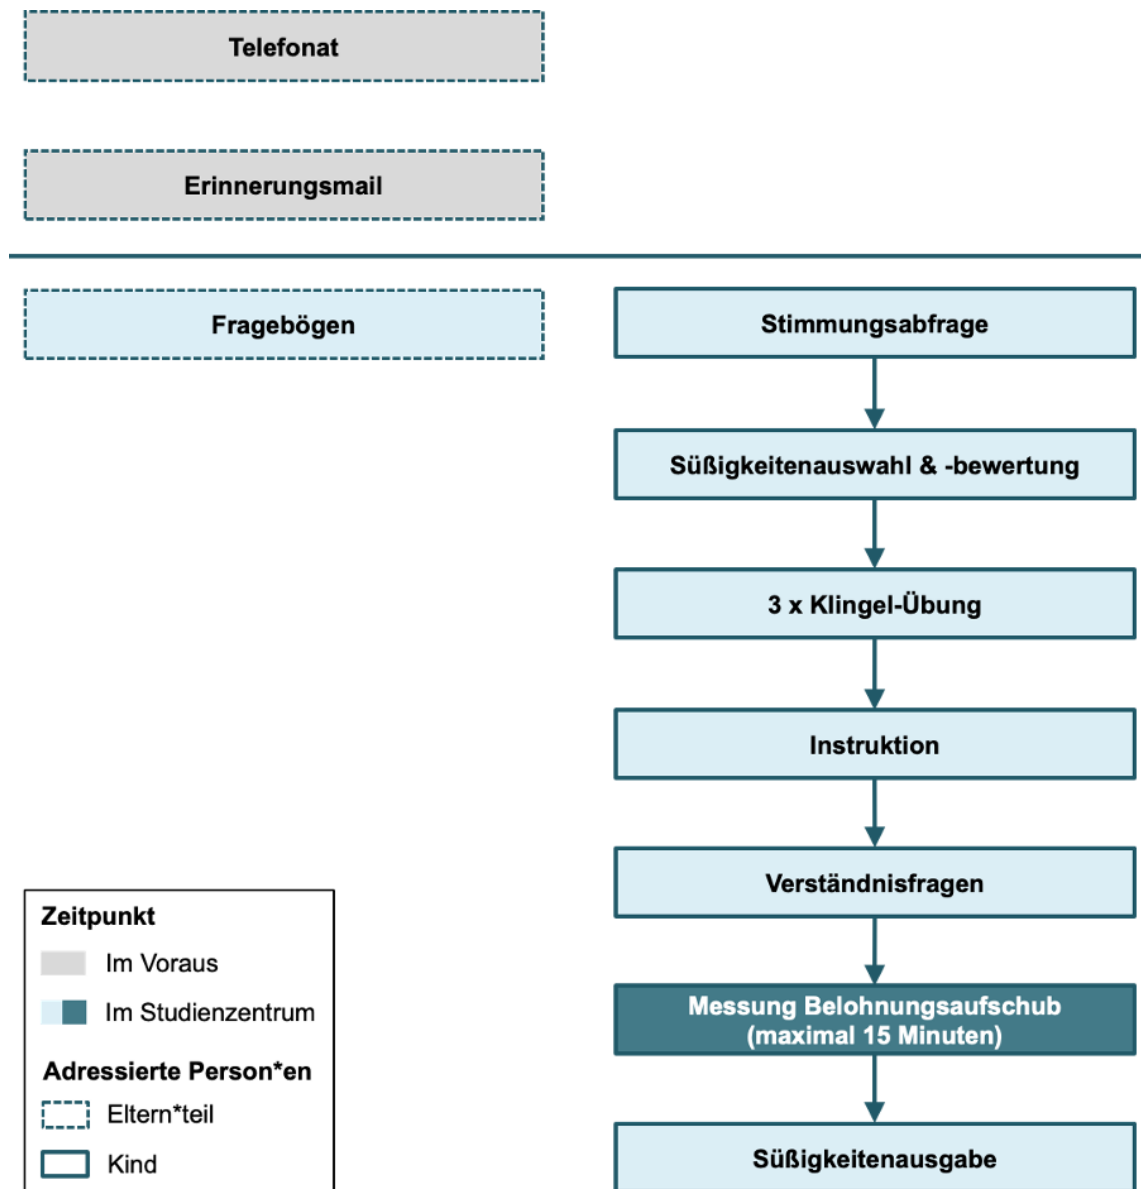 Telefonat
Erinnerungsmail
Fragebögen
Stimmungsabfrage
Süßigkeitenauswahl & -bewertung
3 x Klingel-Übung
Instruktion
Verständnisfragen
Messung Belohnungsaufschub
(maximal 15 Minuten)
Süßigkeitenausgabe
Zeitpunkt
Im Voraus
Im Studienzentrum
Adressierte Person*en
Eltern*teil
Kind